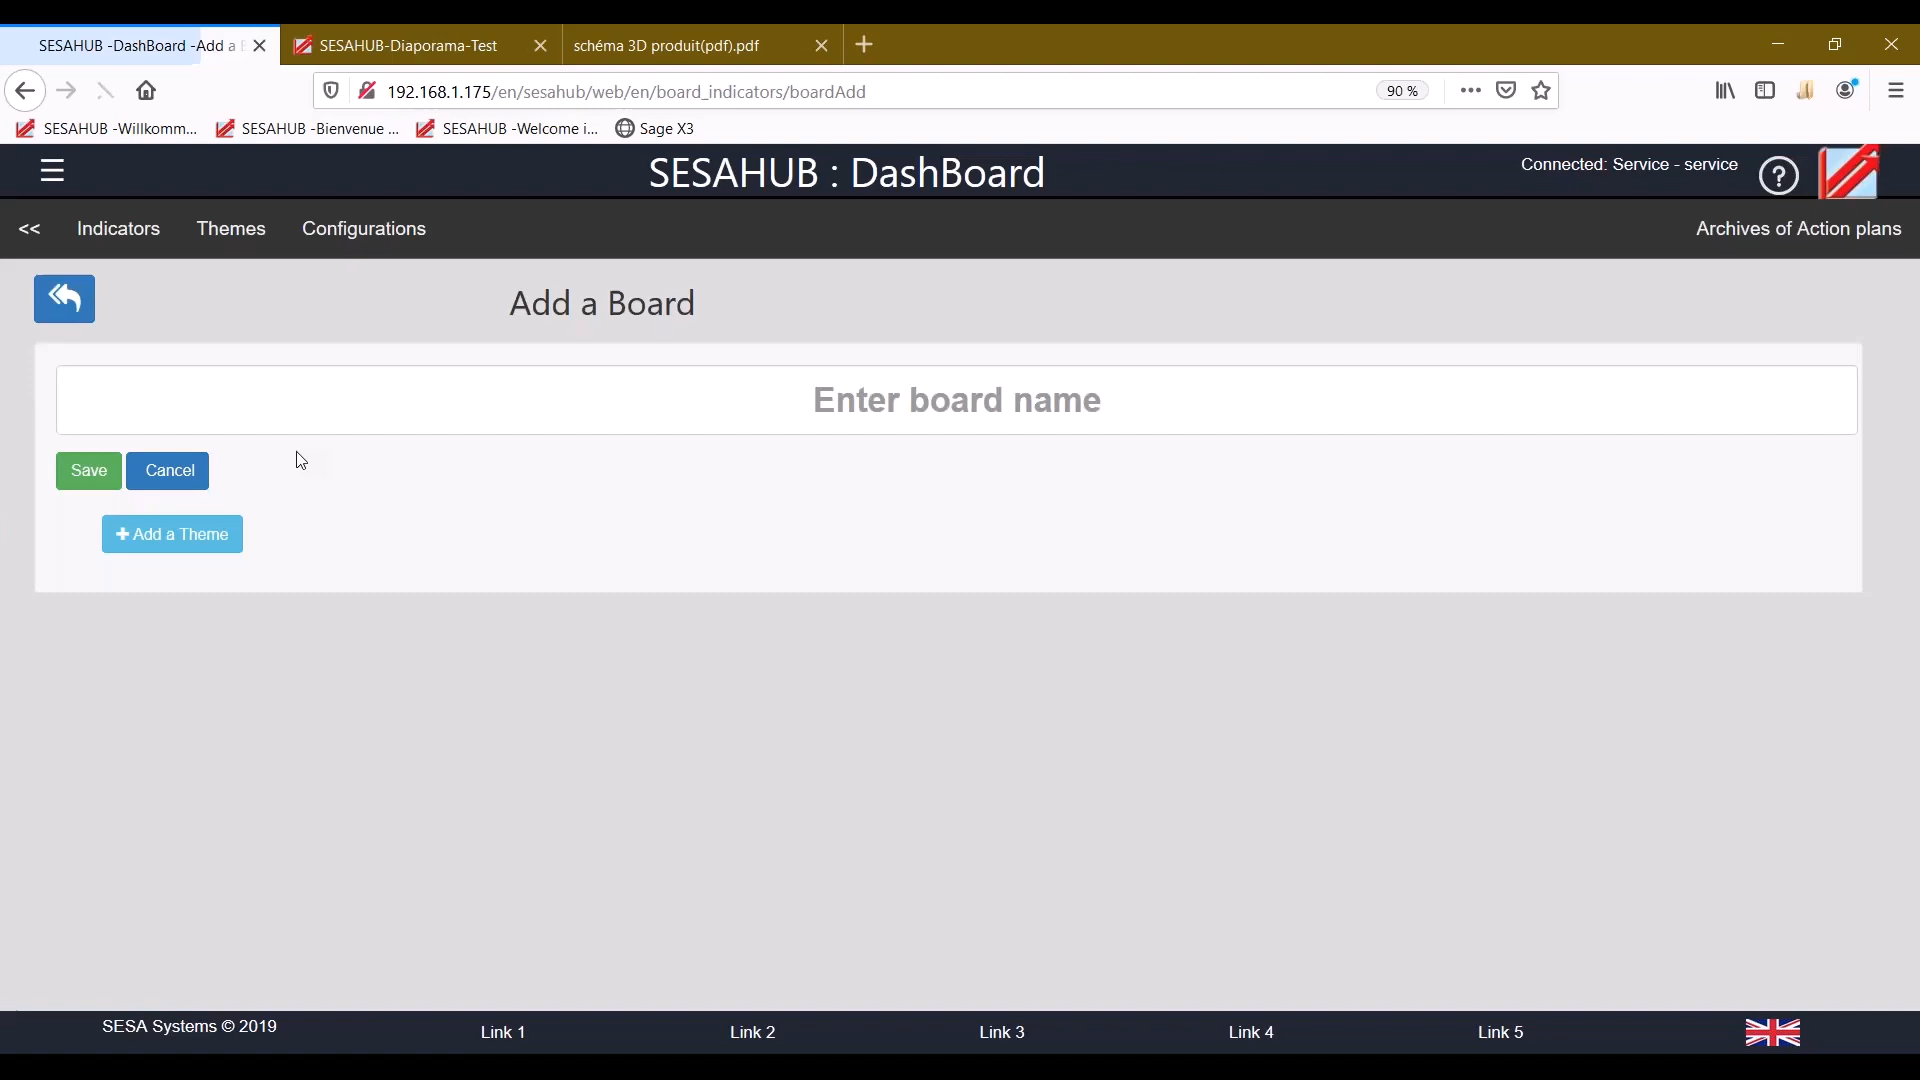 SESAHUB -DashBoard -Add a
SESAHUB-Diaporama-Test
schéma 3D produit(pdf).pdf
192.168.1.175/en/sesahub/web/en/board_indicators/boardAdd
90 %
SESAHUB -Willkomm...
SESAHUB -Bienvenue ...
SESAHUB -Welcome i...
Sage X3
SESAHUB : DashBoard
Connected: Service - service
?
<<
Indicators
Themes
Configurations
Archives of Action plans
Add a Board
Enter board name
Save
Cancel
Add a Theme
SESA Systems © 2019
Link 1
Link 2
Link 3
Link 4
Link 5